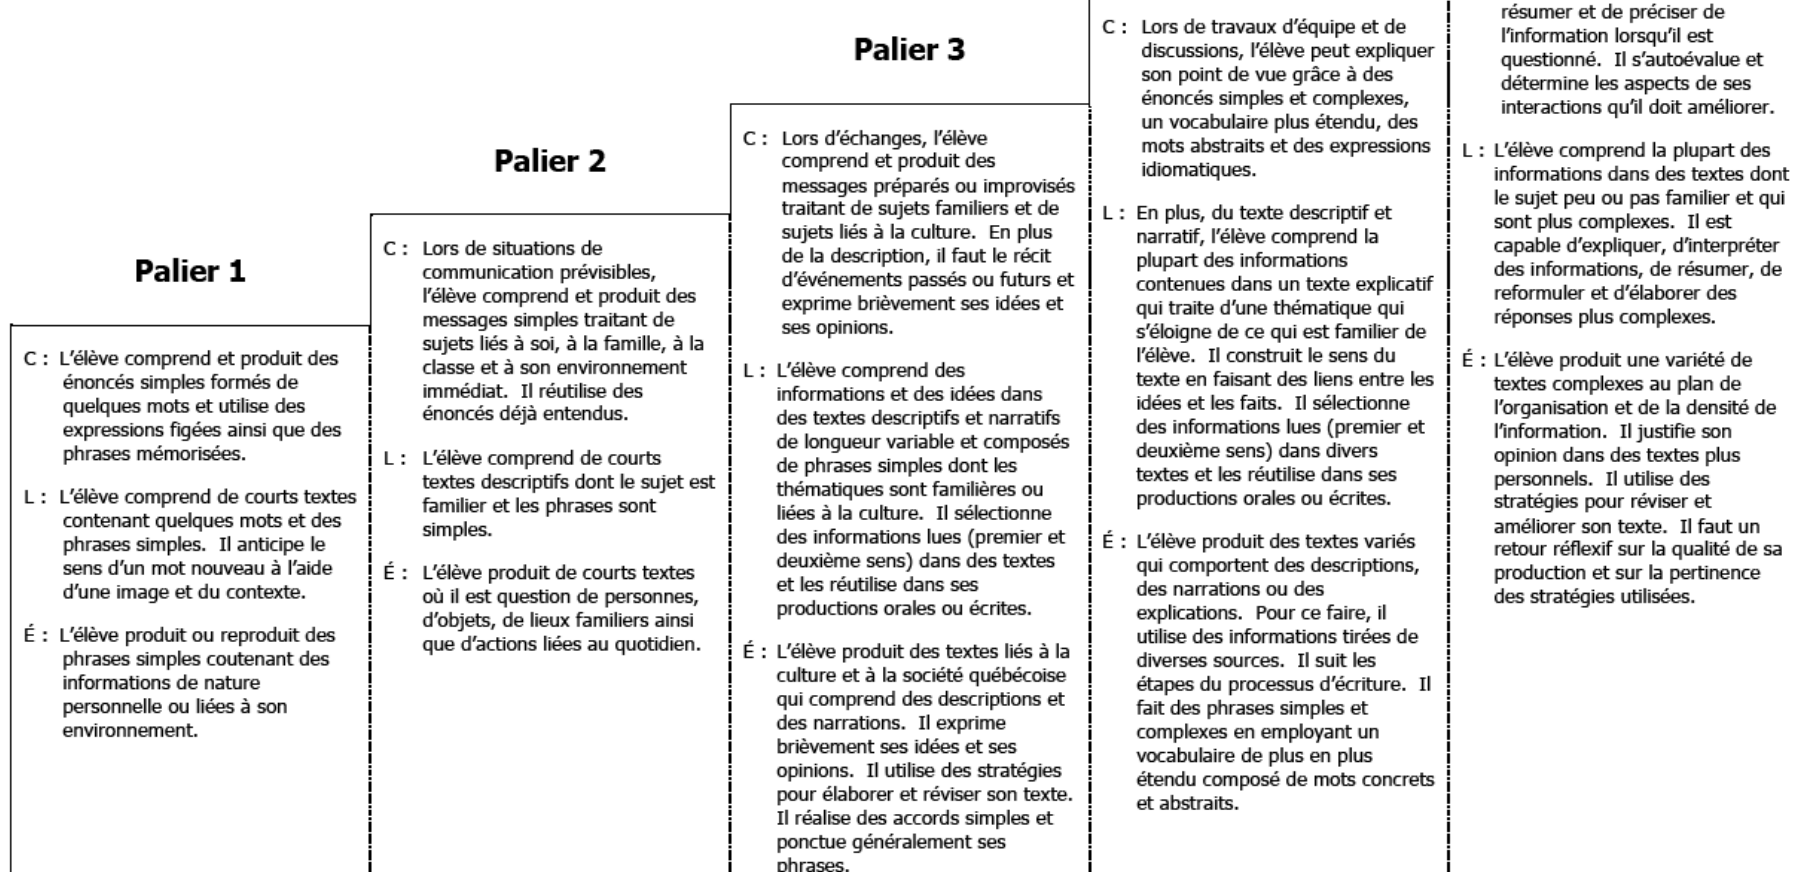 Palier 1
C : L'élève comprend et produit des
énoncés simples formés de
quelques mots et utilise des
expressions figées ainsi que des
phrases mémorisées.
L : L'élève comprend de courts textes
contenant quelques mots et des
phrases simples. Il anticipe le
sens d'un mot nouveau à l'aide
d'une image et du contexte.
É : L'élève produit ou reproduit des
phrases simples coutenant des
informations de nature
personnelle ou liées à son
environnement.
Palier 2
C : Lors de situations de
communication prévisibles,
l'élève comprend et produit des
messages simples traitant de
sujets liés à soi, à la famille, à la
classe et à son environnement
immédiat. Il réutilise des
énoncés déjà entendus.
L : L'élève comprend de courts
textes descriptifs dont le sujet est
familier et les phrases sont
simples.
É : L'élève produit de courts textes
où il est question de personnes,
d'objets, de lieux familiers ainsi
que d'actions liées au quotidien.
Palier 3
C : Lors d'échanges, l'élève
comprend et produit des
messages préparés ou improvisés
traitant de sujets familiers et de
sujets liés à la culture. En plus
de la description, il faut le récit
d'événements passés ou futurs et
exprime brièvement ses idées et
ses opinions.
L : L'élève comprend des
informations et des idées dans
des textes descriptifs et narratifs
de longueur variable et composés
de phrases simples dont les
thématiques sont familières ou
liées à la culture. Il sélectionne
des informations lues (premier et
deuxième sens) dans des textes
et les réutilise dans ses
productions orales ou écrites.
É : L'élève produit des textes liés à la
culture et à la société québécoise
qui comprend des descriptions et
des narrations. Il exprime
brièvement ses idées et ses
opinions. Il utilise des stratégies
pour élaborer et réviser son texte.
Il réalise des accords simples et
ponctue généralement ses
phrases.
C : Lors de travaux d'équipe et de
discussions, l'élève peut expliquer
son point de vue grâce à des
énoncés simples et complexes,
un vocabulaire plus étendu, des
mots abstraits et des expressions
idiomatiques.
L : En plus, du texte descriptif et
narratif, l'élève comprend la
plupart des informations
contenues dans un texte explicatif
qui traite d'une thématique qui
s'éloigne de ce qui est familier de
l'élève. Il construit le sens du
texte en faisant des liens entre les
idées et les faits. Il sélectionne
des informations lues (premier et
deuxième sens) dans divers
textes et les réutilise dans ses
productions orales ou écrites.
É : L'élève produit des textes variés
qui comportent des descriptions,
des narrations ou des
explications. Pour ce faire, il
utilise des informations tirées de
diverses sources. Il suit les
étapes du processus d'écriture. Il
fait des phrases simples et
complexes en employant un
vocabulaire de plus en plus
étendu composé de mots concrets
et abstraits.
résumer et de préciser de
l'information lorsqu'il est
questionné. Il s'autoévalue et
détermine les aspects de ses
interactions qu'il doit améliorer.
L : L'élève comprend la plupart des
informations dans des textes dont
le sujet peu ou pas familier et qui
sont plus complexes. Il est
capable d'expliquer, d'interpréter
des informations, de résumer, de
reformuler et d'élaborer des
réponses plus complexes.
É : L'élève produit une variété de
textes complexes au plan de
l'organisation et de la densité de
l'information. Il justifie son
opinion dans des textes plus
personnels. Il utilise des
stratégies pour réviser et
améliorer son texte. Il faut un
retour réflexif sur la qualité de sa
production et sur la pertinence
des stratégies utilisées.